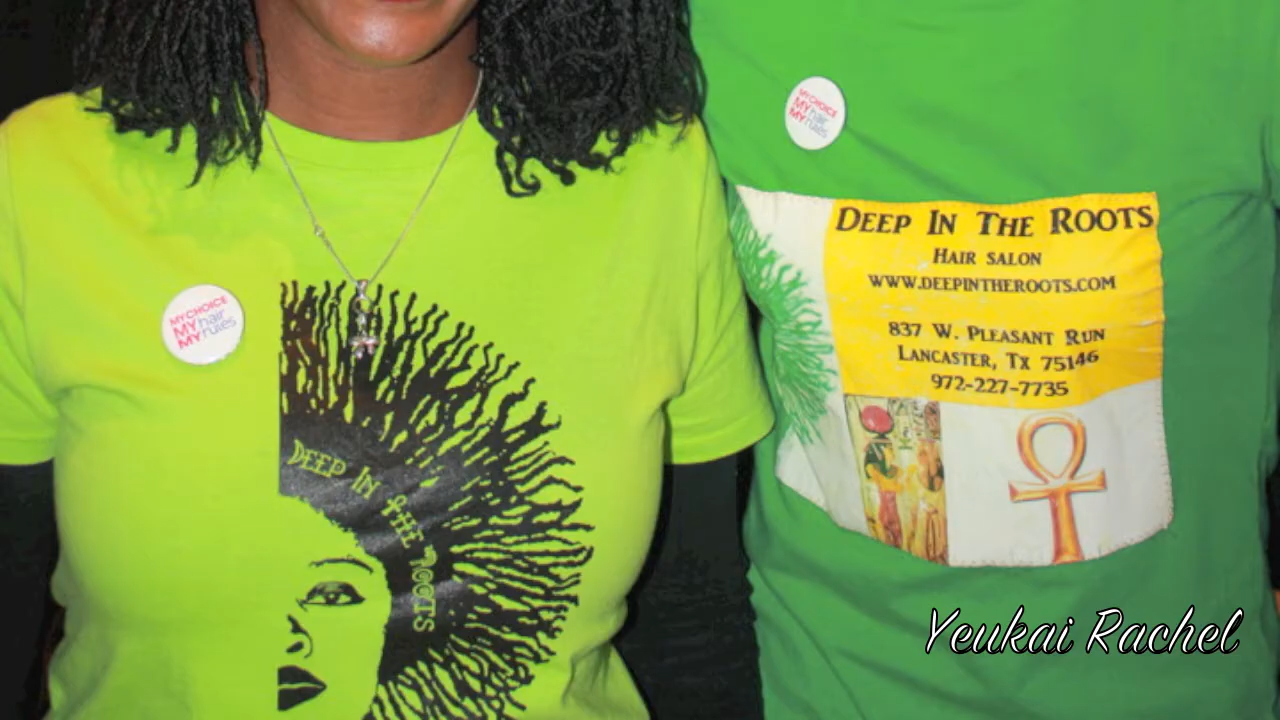 MY CHOICE
MY hair
MY rules
DEEP IN THE ROOTS
MY CHOICE
MY hair
MY rules
DEEP IN THE ROOTS
HAIR SALON
WWW.DEEPINTHEROOTS.COM
837 W. PLEASANT RUN
LANCASTER, TX 75146
972-227-7735
Yeukai Rachel